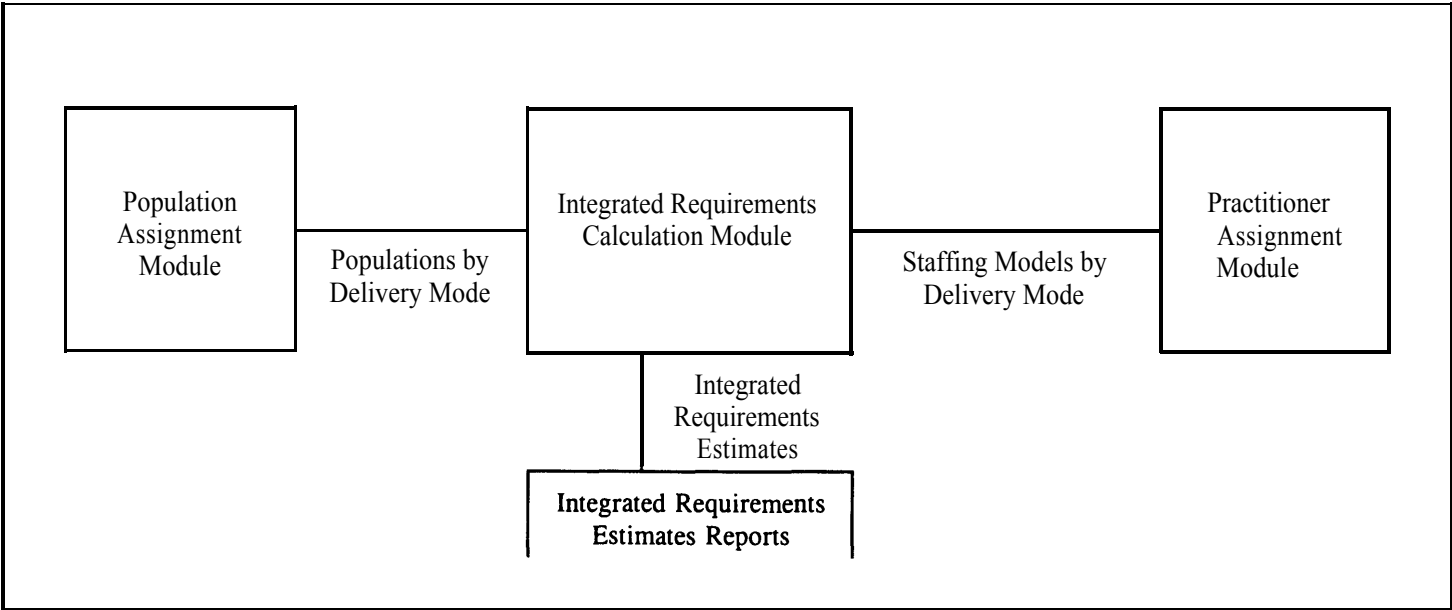 Population
Assignment
Module
Populations by
Delivery Mode
Integrated Requirements
Calculation Module
Staffing Models by
Delivery Mode
Practitioner
Assignment
Module
Integrated
Requirements
Estimates
Integrated Requirements
Estimates Reports